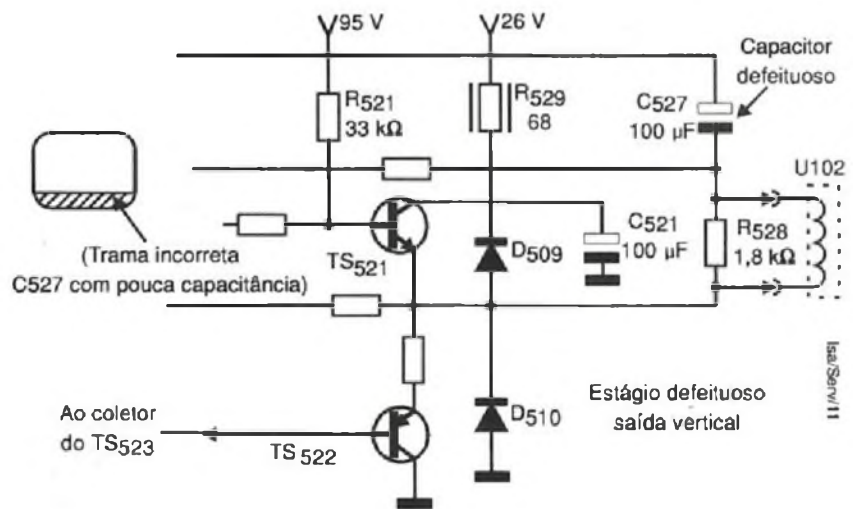 95 V
26 V
R521
33 kΩ
R529
68
Capacitor
defeituoso
C527
100 µF
U102
(Trama incorreta
C527 com pouca capacitância)
TS521
D509
C521
100 µF
R528
1,8 kΩ
Ao coletor
do TS523
TS522
D510
Estágio defeituoso
saída vertical
Isa/Serv/11